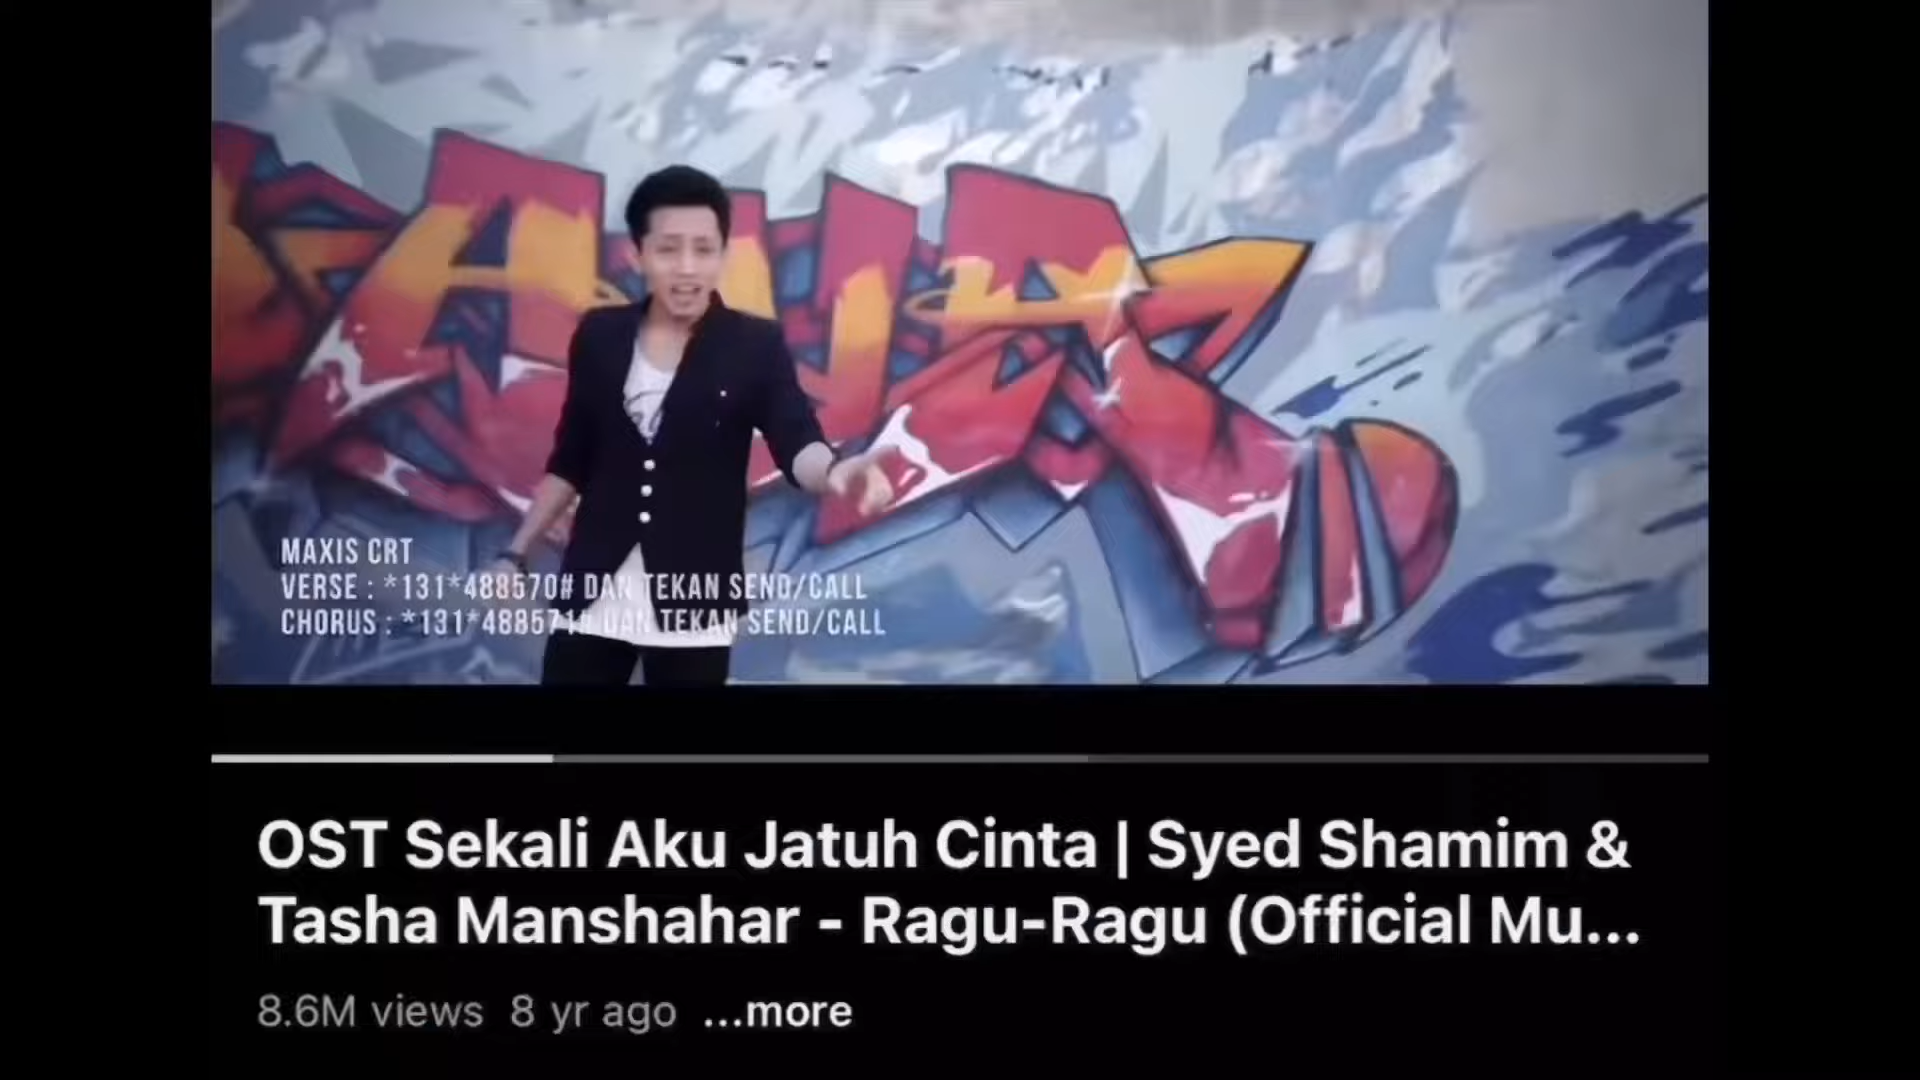 MAXIS CRT
VERSE : *131*488570# DAN TEKAN SEND/CALL
CHORUS : *131*488571# DAN TEKAN SEND/CALL
OST Sekali Aku Jatuh Cinta | Syed Shamim &
Tasha Manshahar - Ragu-Ragu (Official Mu...
8.6M views 8 yr ago ...more